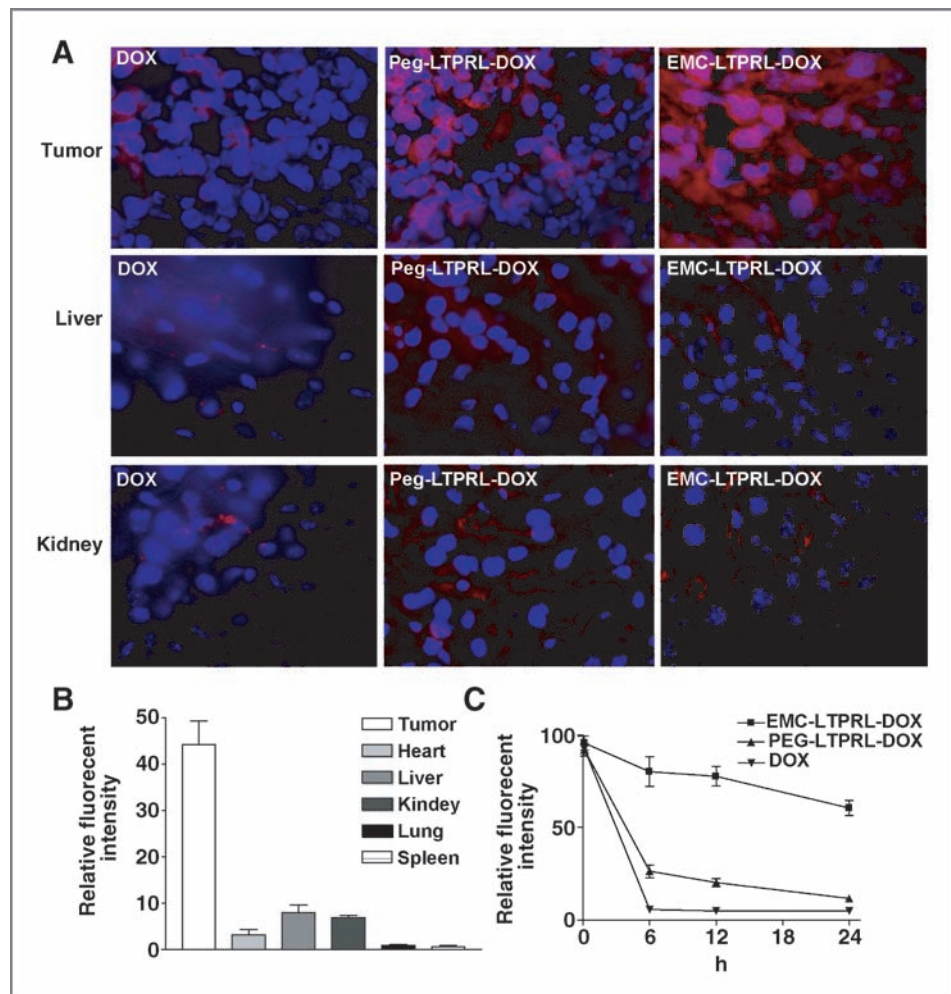 A
DOX
Peg-LTPRL-DOX
EMC-LTPRL-DOX
Tumor
DOX
Peg-LTPRL-DOX
EMC-LTPRL-DOX
Liver
DOX
Peg-LTPRL-DOX
EMC-LTPRL-DOX
Kidney
B
Relative fluorecent
intensity
50
40
30
20
10
0
Tumor
Heart
Liver
Kindey
Lung
Spleen
C
Relative fluorecent
intensity
100
50
0
EMC-LTPRL-DOX
PEG-LTPRL-DOX
DOX
0 6 12 18 24
h